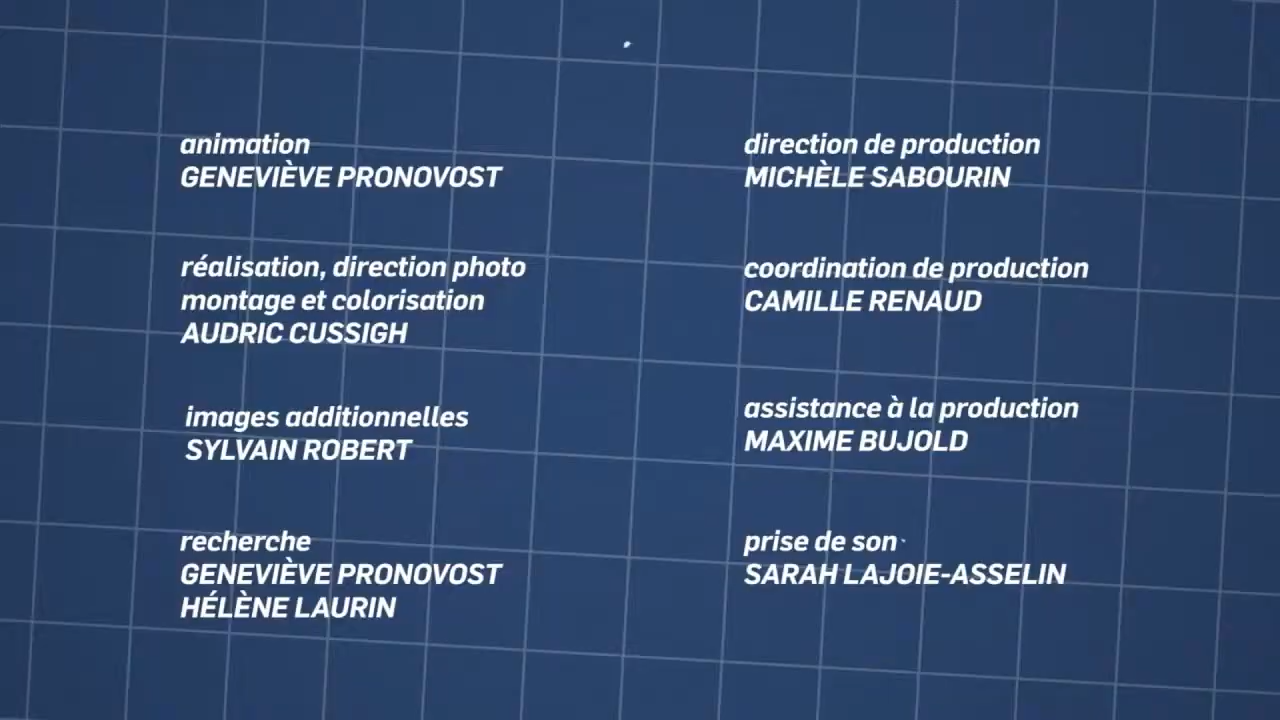 animation
GENEVIÈVE PRONOVOST
réalisation, direction photo
montage et colorisation
AUDRIC CUSSIGH
images additionnelles
SYLVAIN ROBERT
recherche
GENEVIÈVE PRONOVOST
HÉLÈNE LAURIN
direction de production
MICHÈLE SABOURIN
coordination de production
CAMILLE RENAUD
assistance à la production
MAXIME BUJOLD
prise de son
SARAH LAJOIE-ASSELIN